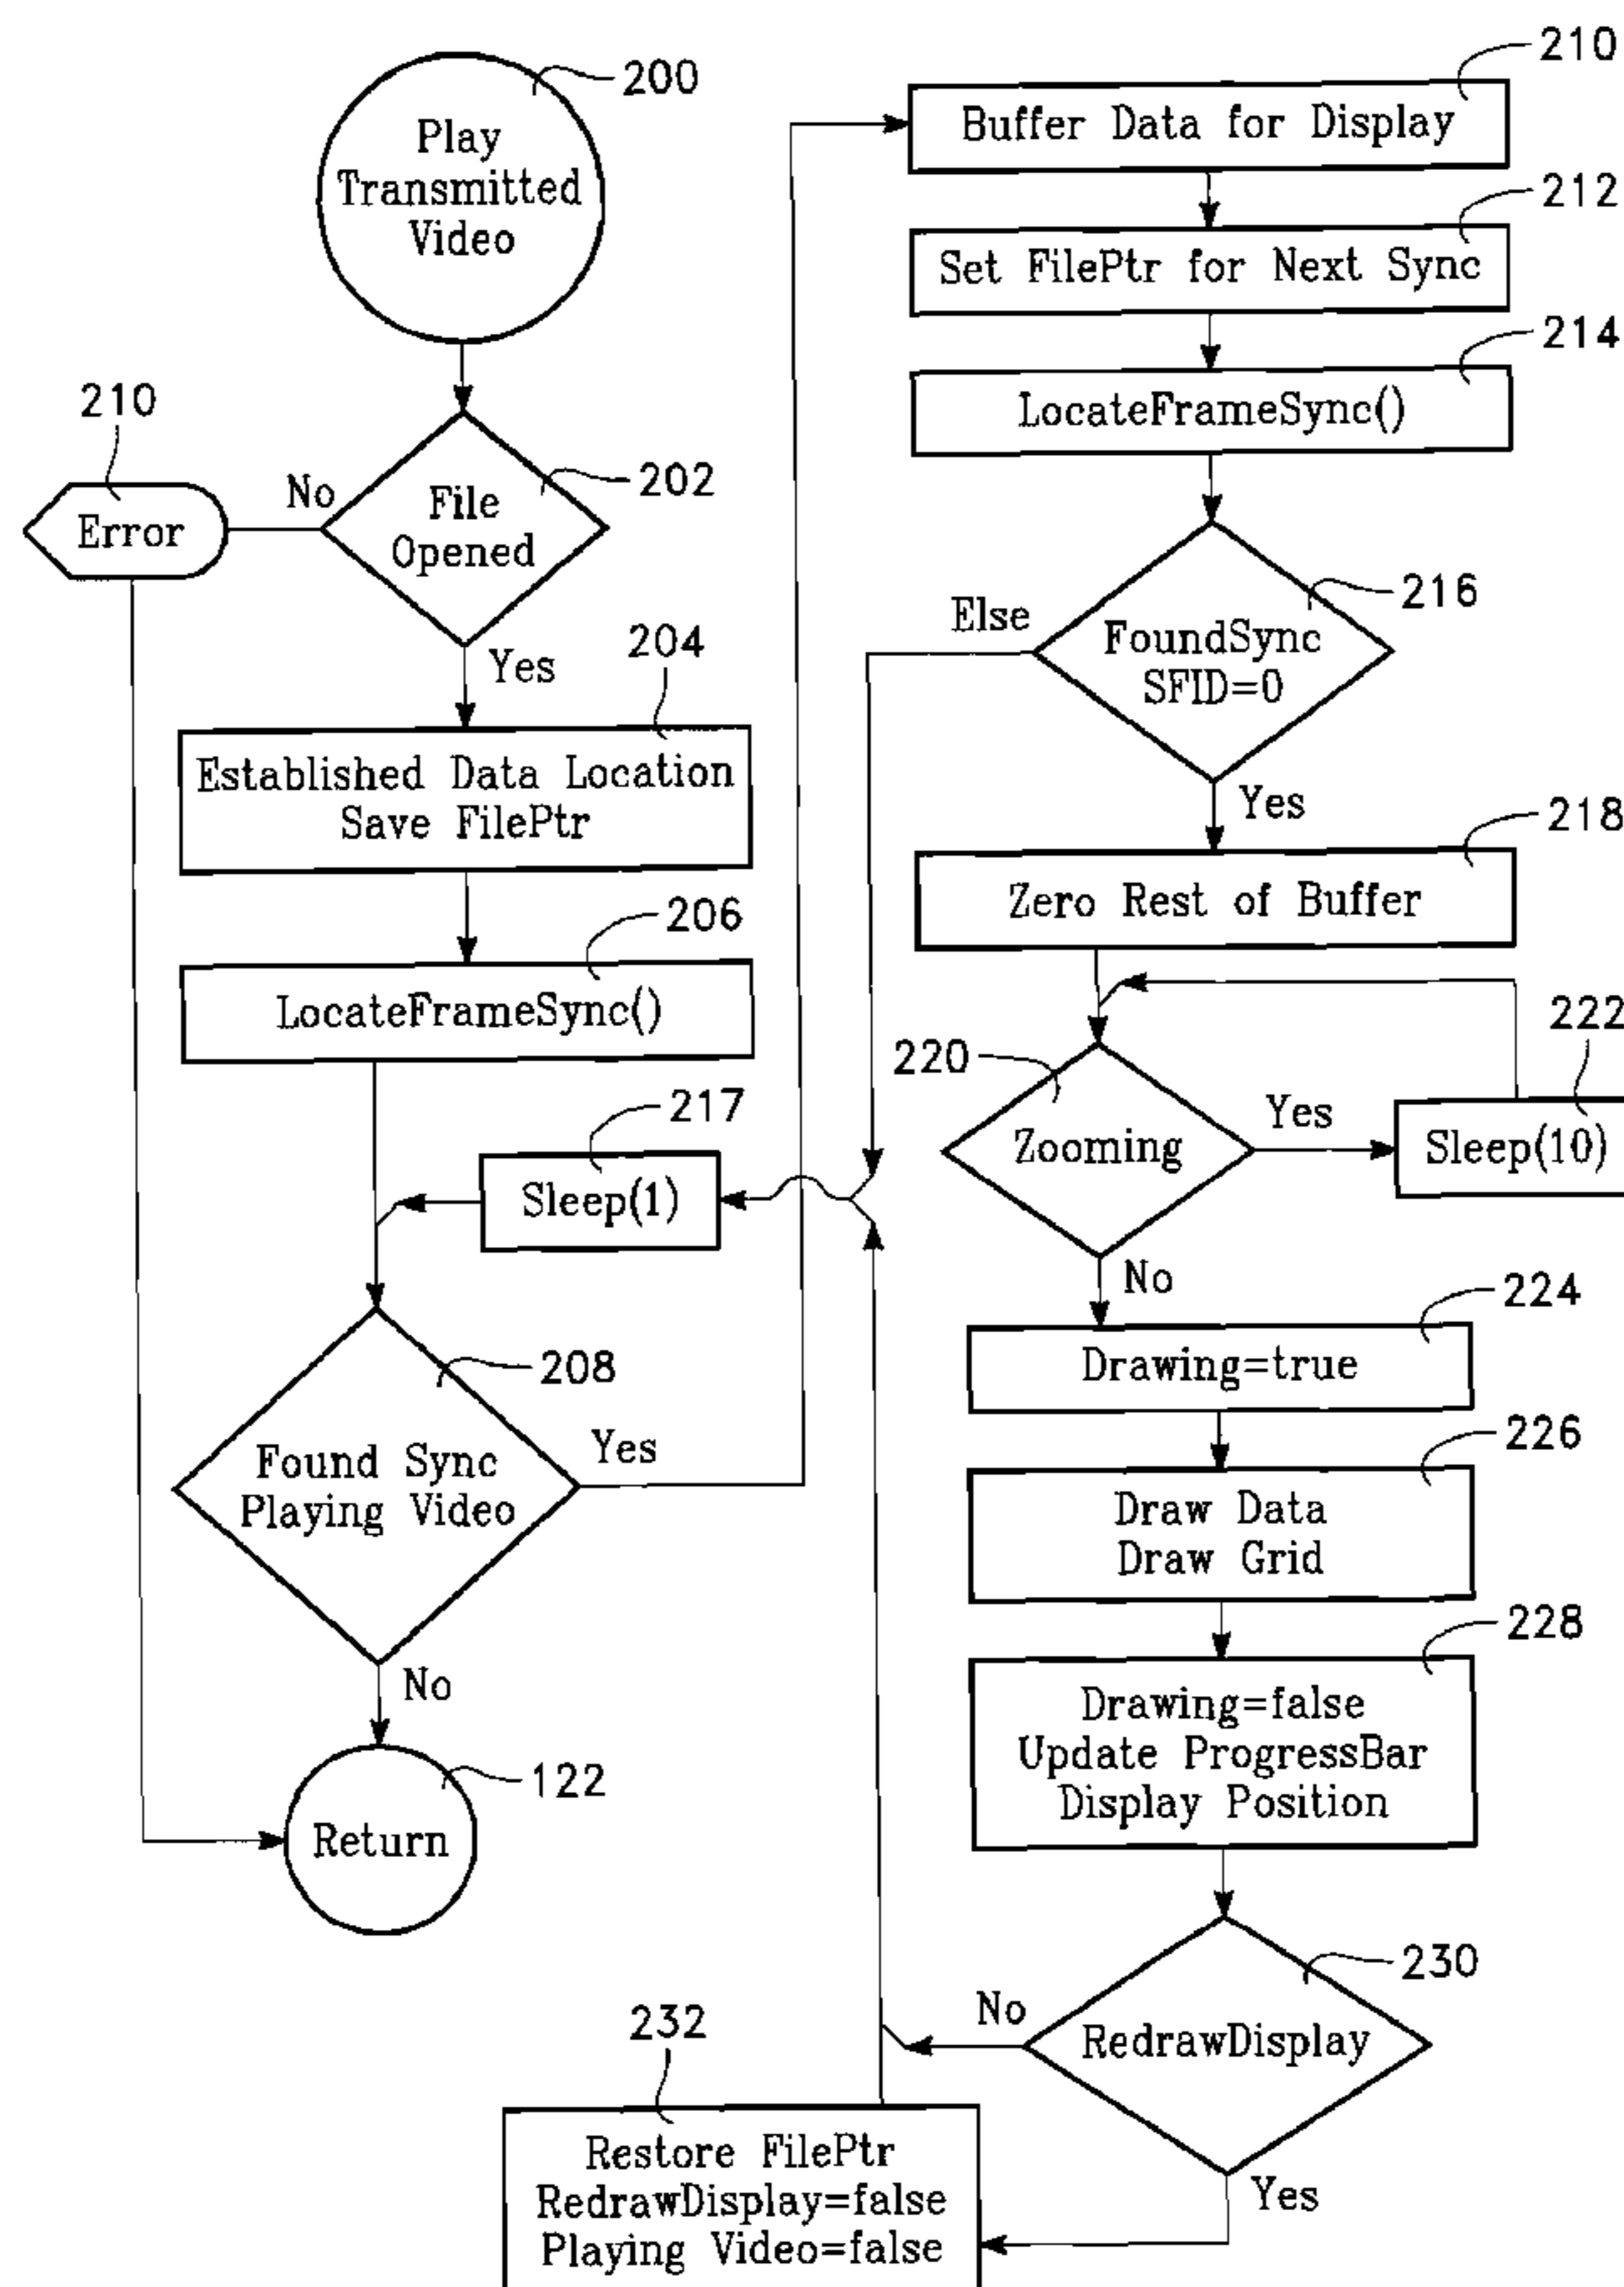 200
Play
Transmitted
Video
210
Error
No
File
Opened
202
Yes
204
Established Data Location
Save FilePtr
206
LocateFrameSync()
217
Sleep(1)
208
Found Sync
Playing Video
Yes
No
122
Return
210
Buffer Data for Display
212
Set FilePtr for Next Sync
214
LocateFrameSync()
216
Else
FoundSync
SFID=0
Yes
218
Zero Rest of Buffer
220
Zooming
Yes
222
Sleep(10)
No
224
Drawing=true
226
Draw Data
Draw Grid
228
Drawing=false
Update ProgressBar
Display Position
230
No
RedrawDisplay
Yes
232
Restore FilePtr
RedrawDisplay=false
Playing Video=false